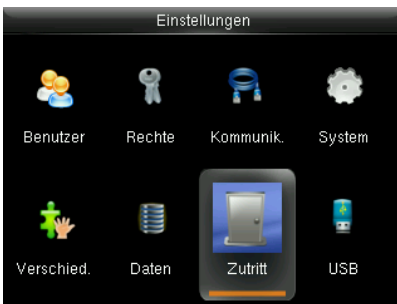 Einstellungen
Benutzer Rechte Kommunik. System
Verschied. Daten Zutritt USB